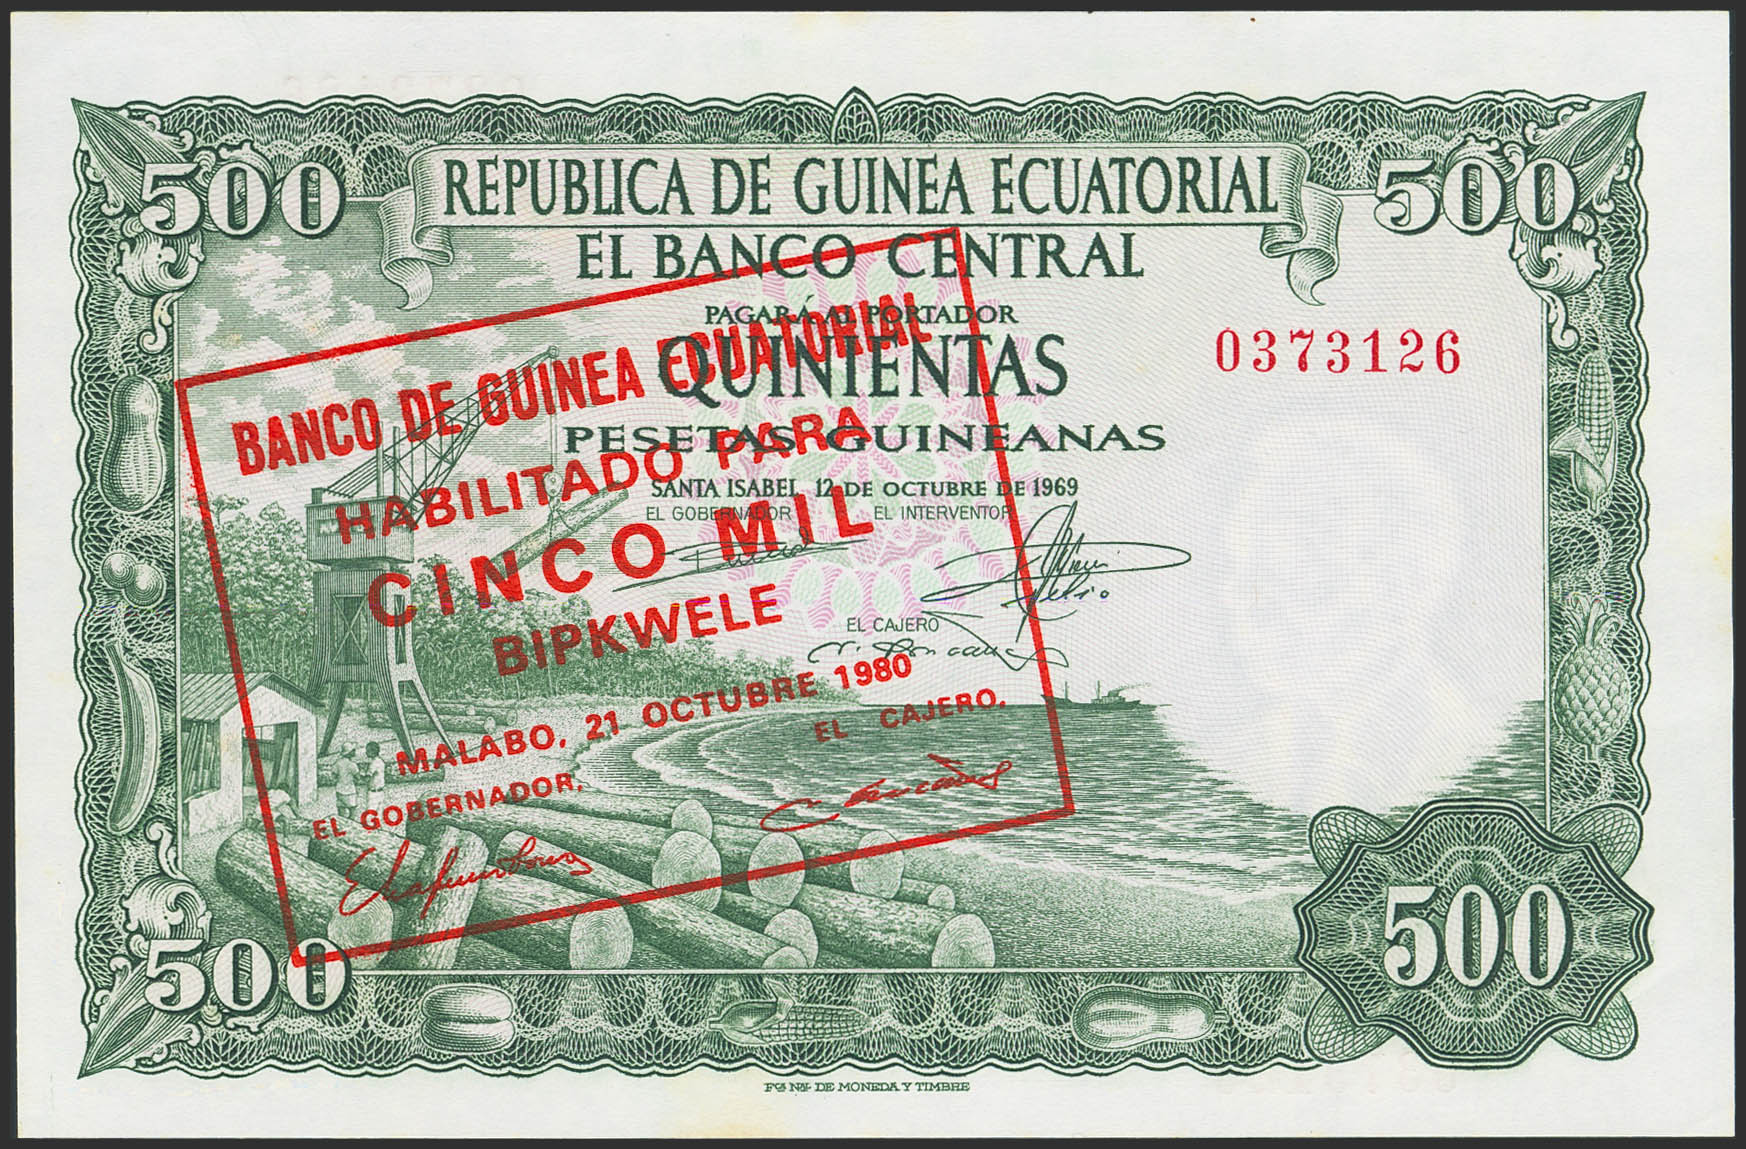 500 500
REPUBLICA DE GUINEA ECUATORIAL
EL BANCO CENTRAL
PAGARÁ AL PORTADOR
QUINIENTAS
PESETAS GUINEANAS
SANTA ISABEL 12 DE OCTUBRE DE 1969
EL GOBERNADOR EL INTERVENTOR
EL CAJERO
0373126
BANCO DE GUINEA ECUATORIAL
HABILITADO PARA
CINCO MIL
BIPKWELE
MALABO, 21 OCTUBRE 1980
EL GOBERNADOR, EL CAJERO,
500 500
Fca. Nal. DE MONEDA Y TIMBRE